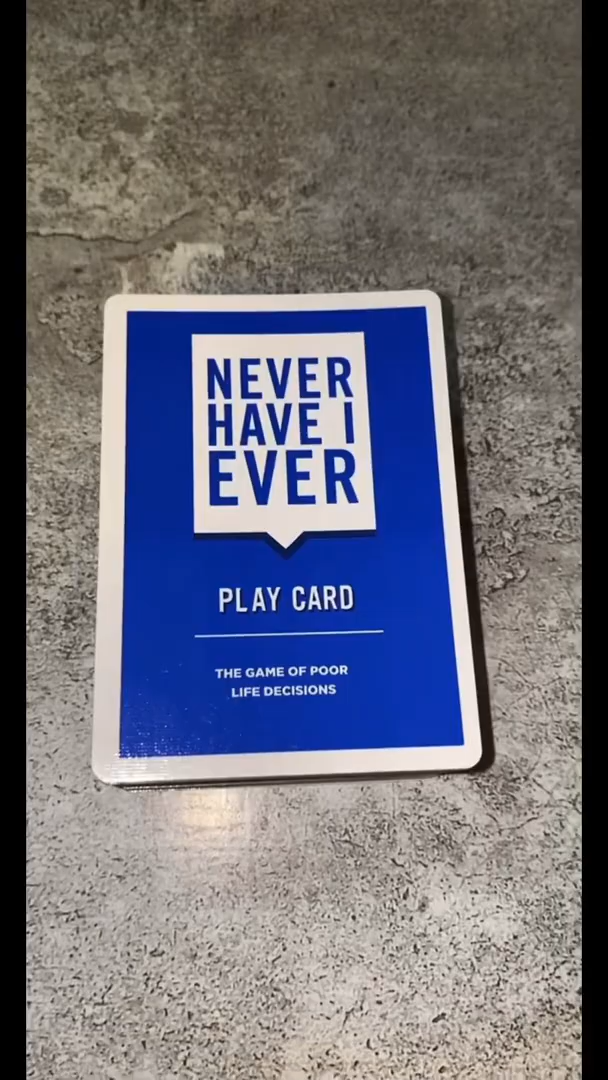 NEVER
HAVE I
EVER
PLAY CARD
THE GAME OF POOR
LIFE DECISIONS